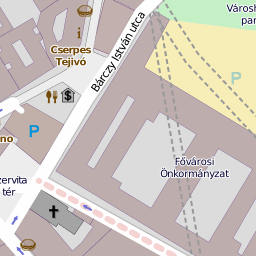 Városh
par
Cserpes
Tejivó
Bárczy István utca
P
$
P
no
Fővárosi
Önkormányzat
zervita
tér